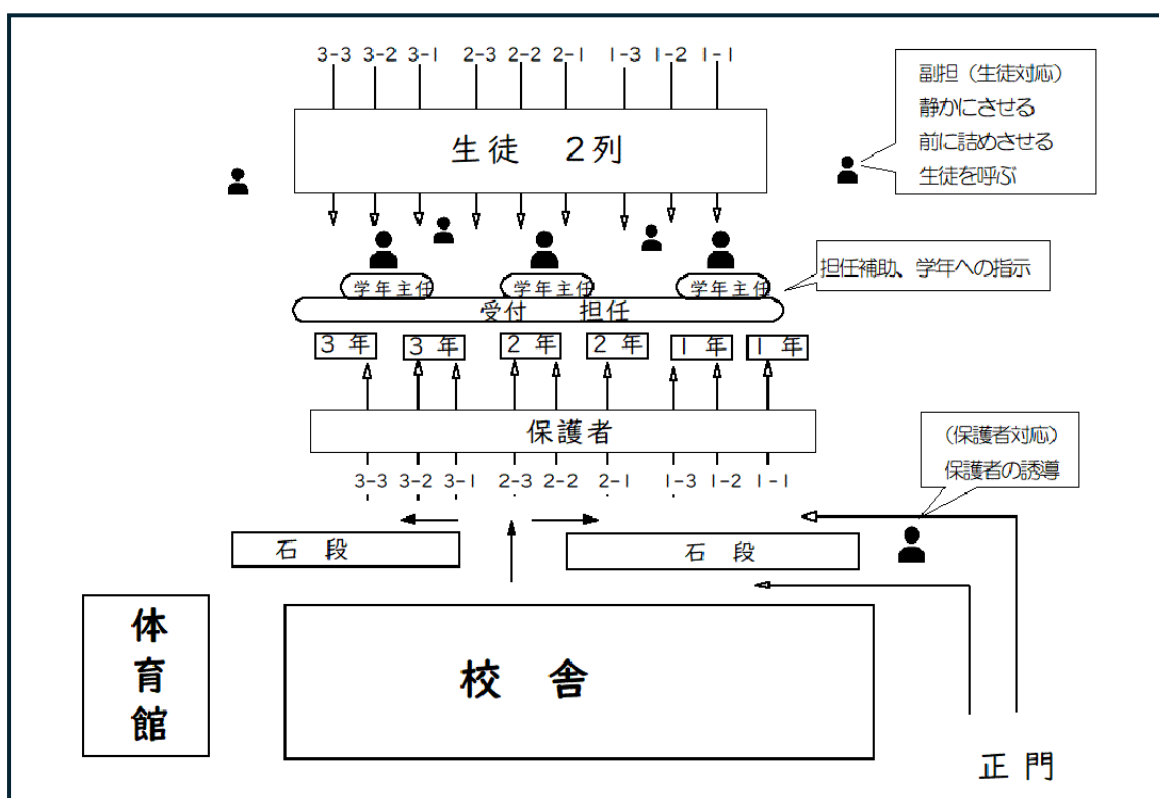 3-3 3-2 3-1 2-3 2-2 2-1 1-3 1-2 1-1
生徒 2列
副担（生徒対応）
静かにさせる
前に詰めさせる
生徒を呼ぶ
担任補助、学年への指示
学年主任 学年主任 学年主任
受付 担任
3年 3年 2年 2年 1年 1年
保護者
（保護者対応）
保護者の誘導
3-3 3-2 3-1 2-3 2-2 2-1 1-3 1-2 1-1
石段 石段
体育館
校舎
正門